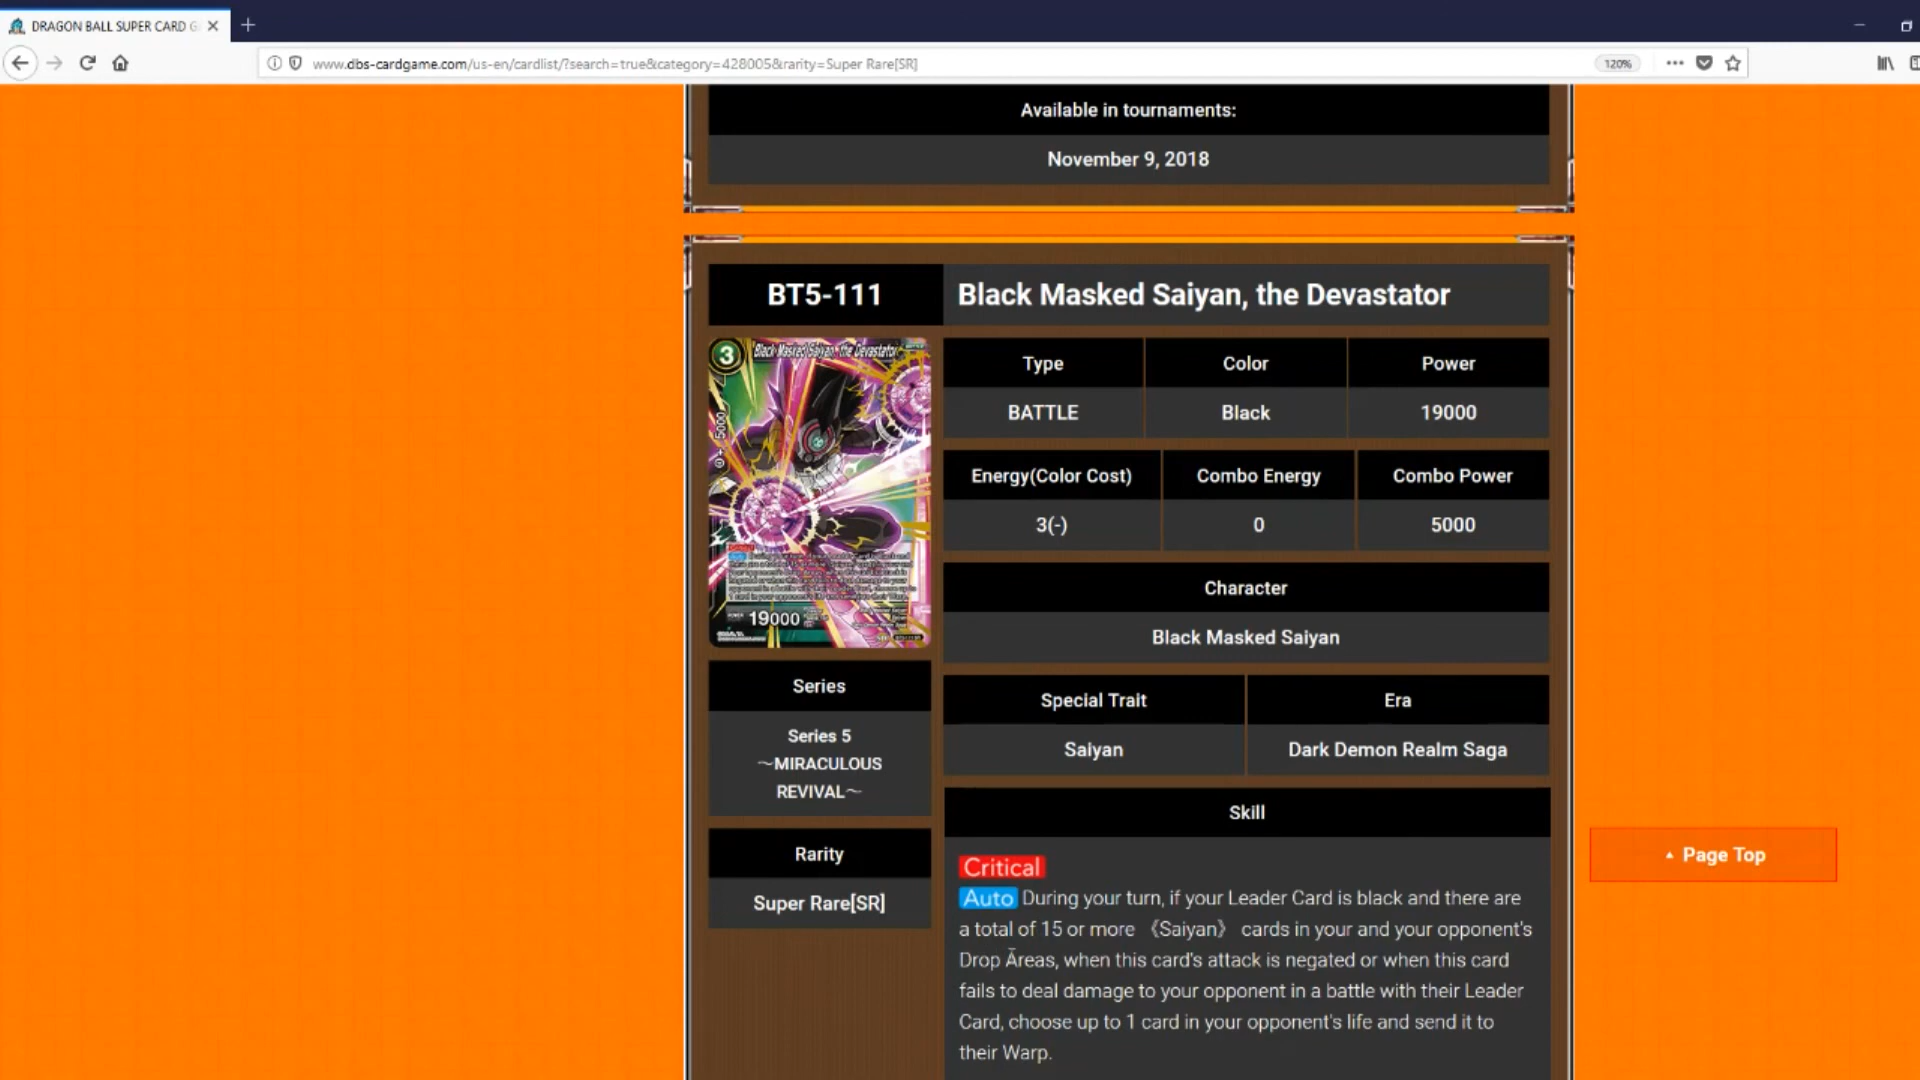 DRAGON BALL SUPER CARD G
www.dbs-cardgame.com/us-en/cardlist/?search=true&category=428005&rarity=Super Rare[SR]
120%
Available in tournaments:
November 9, 2018
BT5-111
Black Masked Saiyan, the Devastator
3
Black Masked Saiyan, the Devastator
5000
19000
Type
Color
Power
BATTLE
Black
19000
Energy(Color Cost)
Combo Energy
Combo Power
3(-)
0
5000
Character
Black Masked Saiyan
Series
Special Trait
Era
Series 5
～MIRACULOUS
REVIVAL～
Saiyan
Dark Demon Realm Saga
Skill
Rarity
Super Rare[SR]
Critical
Auto During your turn, if your Leader Card is black and there are
a total of 15 or more 《Saiyan》 cards in your and your opponent's
Drop Areas, when this card's attack is negated or when this card
fails to deal damage to your opponent in a battle with their Leader
Card, choose up to 1 card in your opponent's life and send it to
their Warp.
Page Top